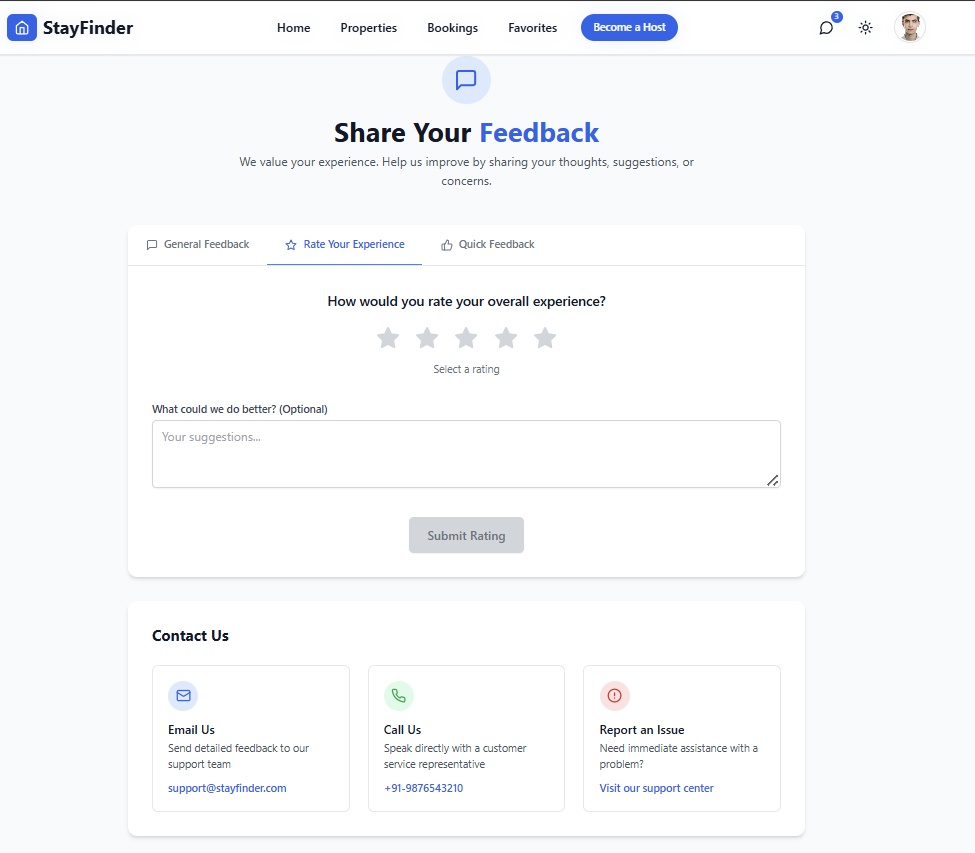 StayFinder
Home
Properties
Bookings
Favorites
Become a Host
3
Share Your Feedback
We value your experience. Help us improve by sharing your thoughts, suggestions, or
concerns.
General Feedback
Rate Your Experience
Quick Feedback
How would you rate your overall experience?
Select a rating
What could we do better? (Optional)
Your suggestions...
Submit Rating
Contact Us
Email Us
Send detailed feedback to our
support team
support@stayfinder.com
Call Us
Speak directly with a customer
service representative
+91-9876543210
Report an Issue
Need immediate assistance with a
problem?
Visit our support center